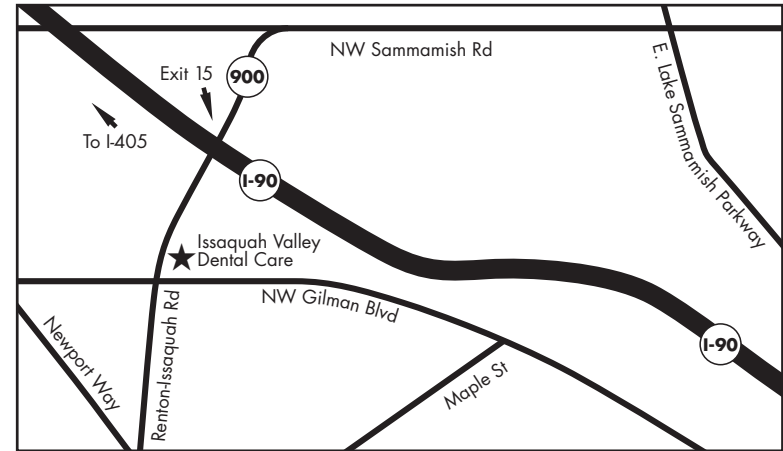 NW Sammamish Rd
Exit 15
900
E. Lake Sammamish Parkway
To I-405
I-90
Issaquah Valley
Dental Care
NW Gilman Blvd
Newport Way
Renton-Issaquah Rd
Maple St
I-90